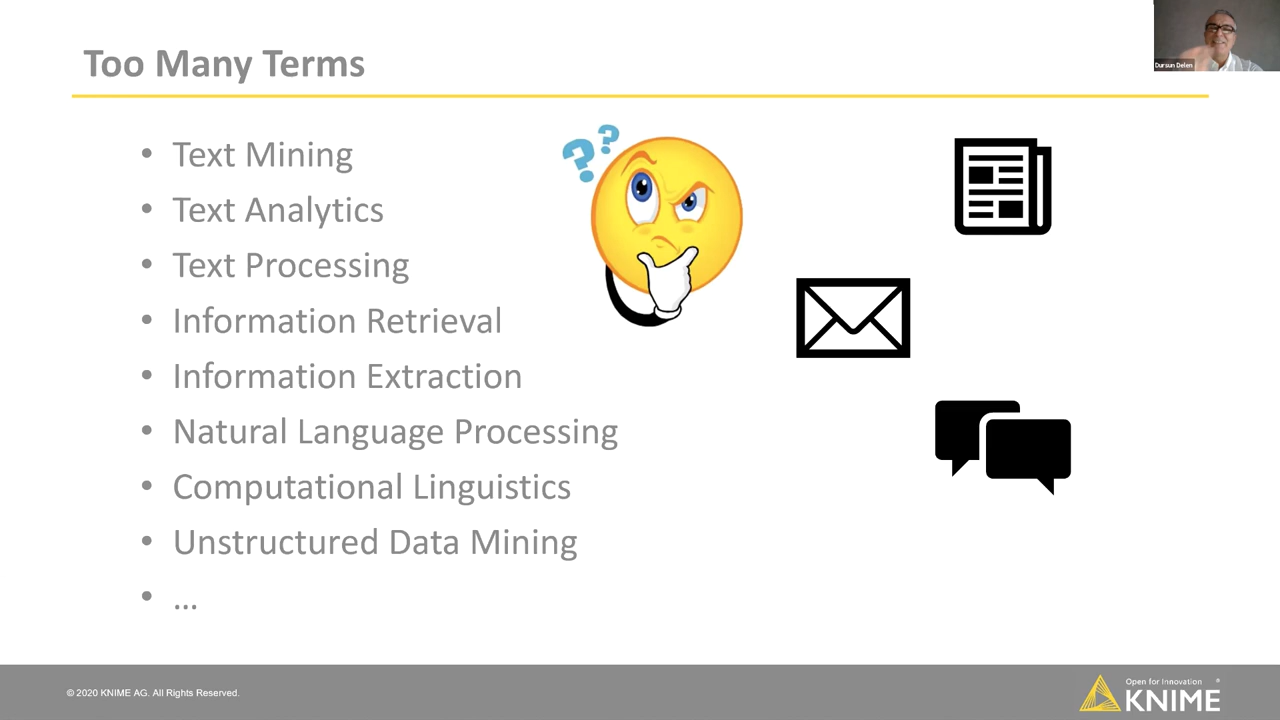 Too Many Terms
Dursun Delen
• Text Mining
• Text Analytics
• Text Processing
• Information Retrieval
• Information Extraction
• Natural Language Processing
• Computational Linguistics
• Unstructured Data Mining
• ...
? ?
© 2020 KNIME AG. All Rights Reserved.
Open for Innovation ®
KNIME